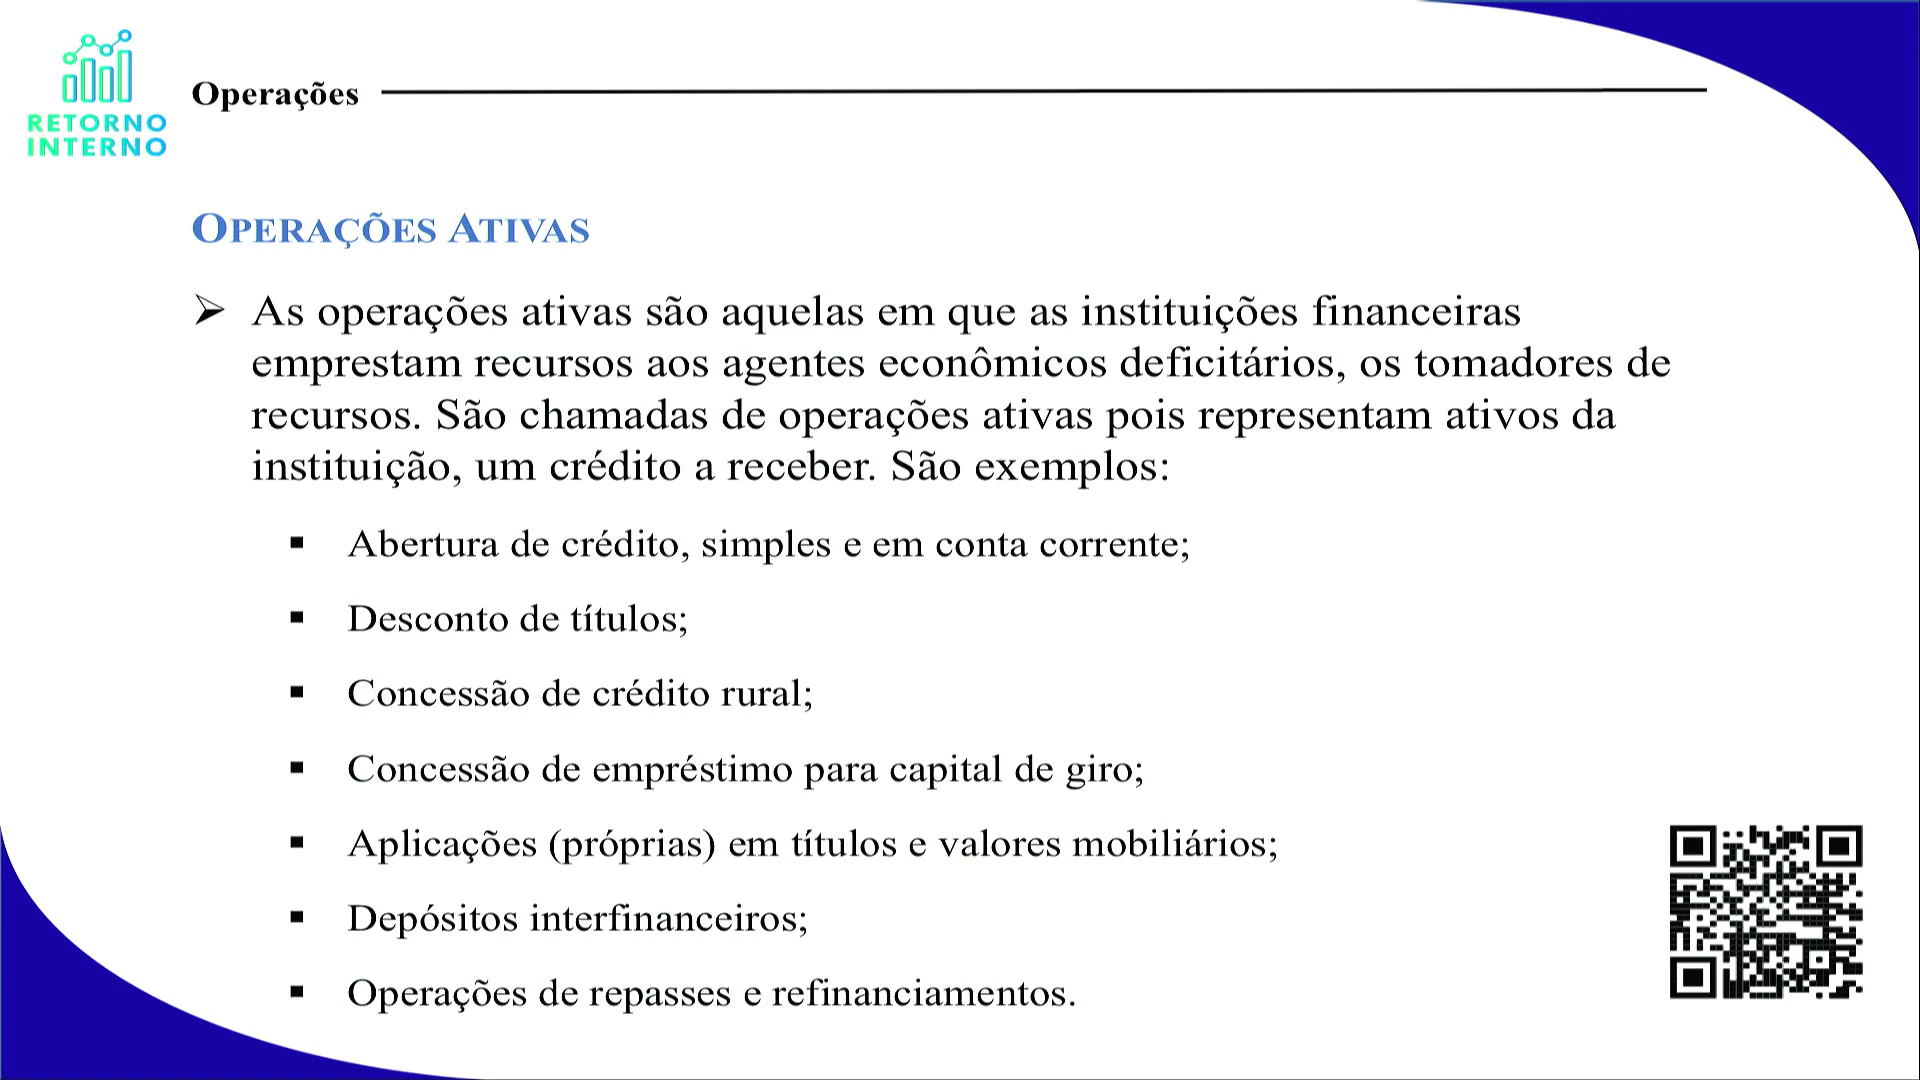 RETORNO
INTERNO
Operações
OPERAÇÕES ATIVAS
As operações ativas são aquelas em que as instituições financeiras
emprestam recursos aos agentes econômicos deficitários, os tomadores de
recursos. São chamadas de operações ativas pois representam ativos da
instituição, um crédito a receber. São exemplos:
Abertura de crédito, simples e em conta corrente;
Desconto de títulos;
Concessão de crédito rural;
Concessão de empréstimo para capital de giro;
Aplicações (próprias) em títulos e valores mobiliários;
Depósitos interfinanceiros;
Operações de repasses e refinanciamentos.